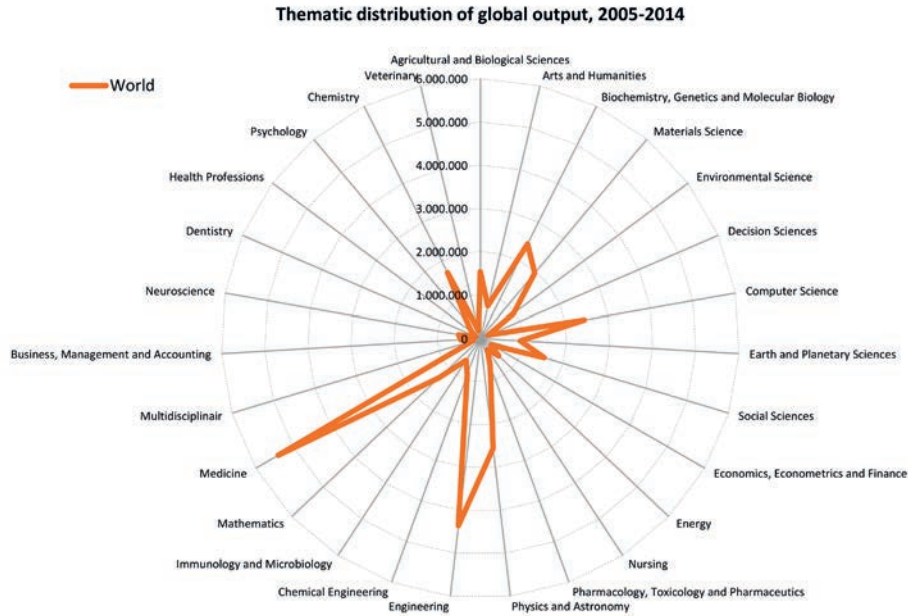 Thematic distribution of global output, 2005-2014
World
Agricultural and Biological Sciences
Veterinary
Arts and Humanities
6.000.000
Chemistry
Biochemistry, Genetics and Molecular Biology
5.000.000
Psychology
Materials Science
4.000.000
Health Professions
Environmental Science
3.000.000
Dentistry
Decision Sciences
2.000.000
Neuroscience
1.000.000
Computer Science
0
Business, Management and Accounting
Earth and Planetary Sciences
Multidisciplinair
Social Sciences
Medicine
Economics, Econometrics and Finance
Mathematics
Energy
Immunology and Microbiology
Nursing
Chemical Engineering
Pharmacology, Toxicology and Pharmaceutics
Engineering
Physics and Astronomy